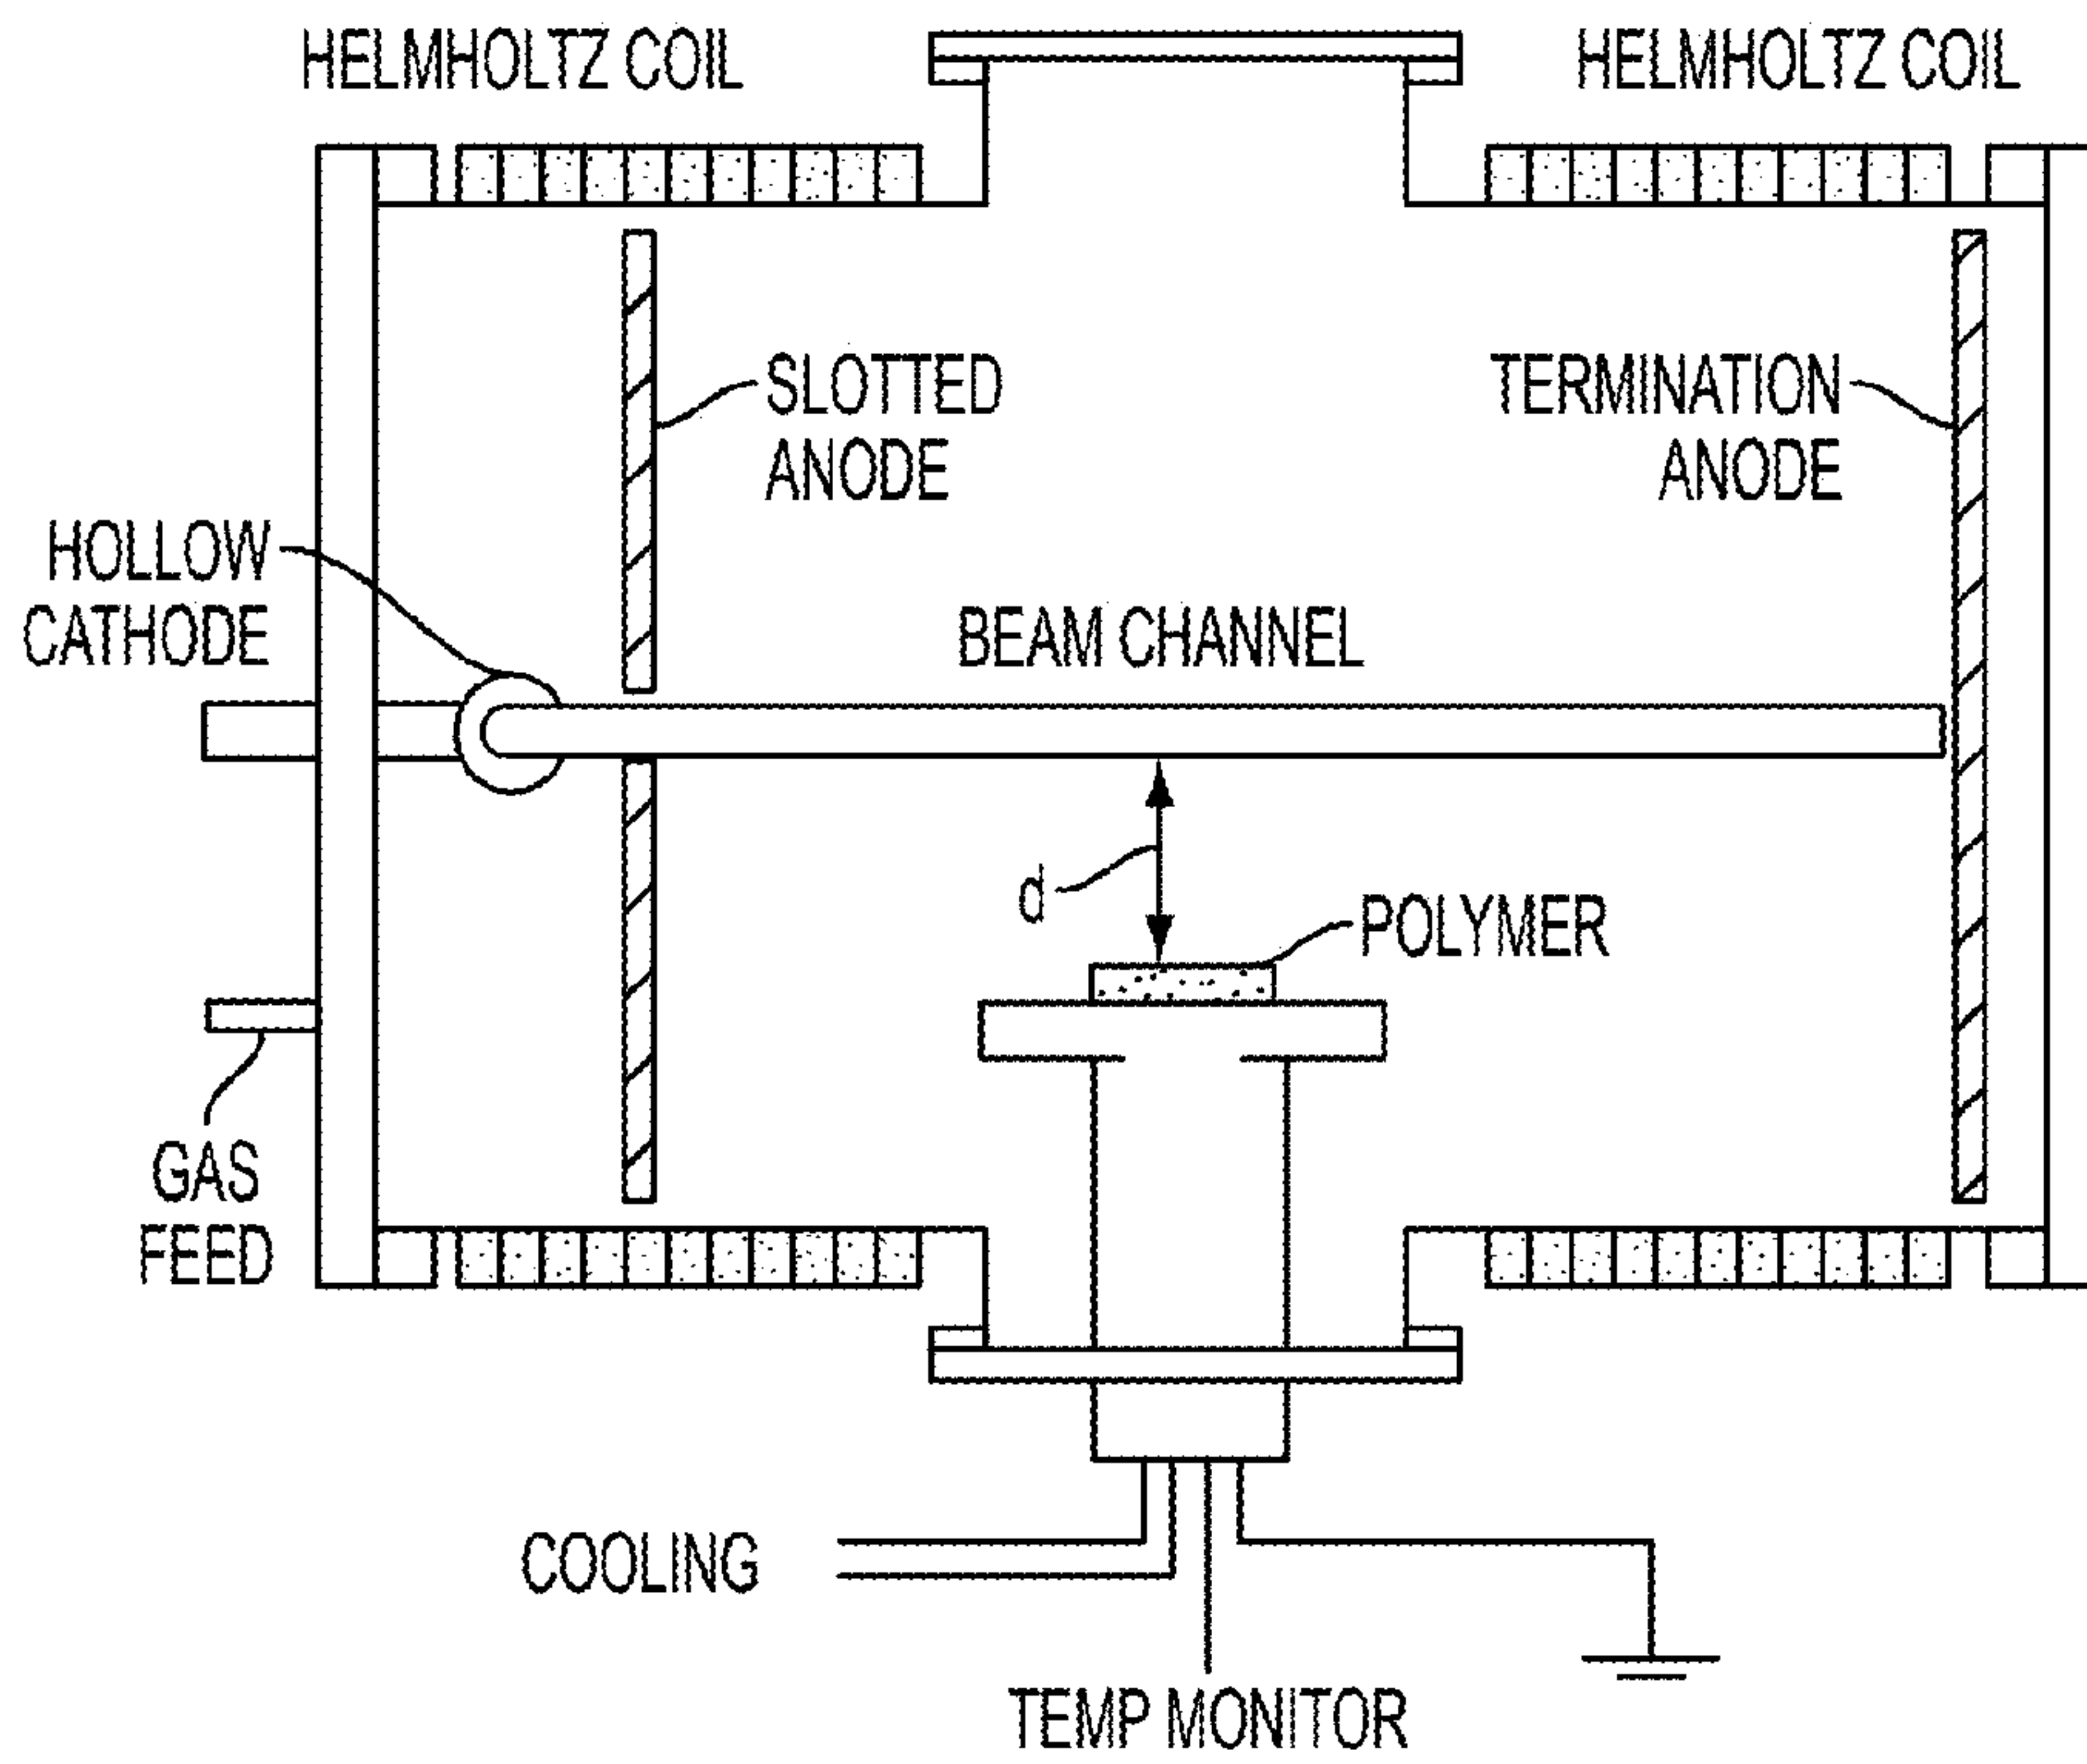 HELMHOLTZ COIL
HELMHOLTZ COIL
SLOTTED
ANODE
TERMINATION
ANODE
HOLLOW
CATHODE
BEAM CHANNEL
d
POLYMER
GAS
FEED
COOLING
TEMP MONITOR